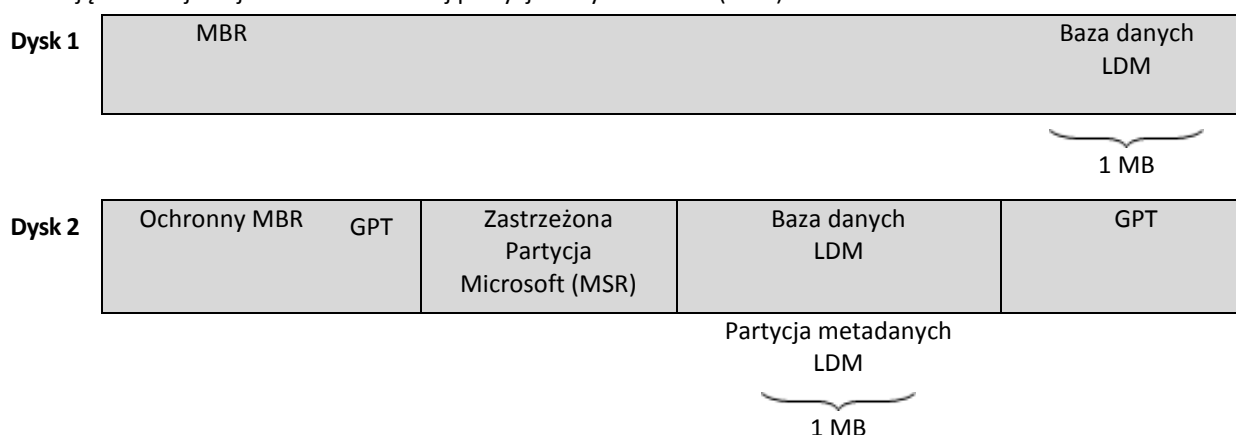 Dysk 1
MBR
Baza danych
LDM
1 MB
Dysk 2
Ochronny MBR
GPT
Zastrzeżona
Partycja
Microsoft (MSR)
Baza danych
LDM
GPT
Partycja metadanych
LDM
1 MB